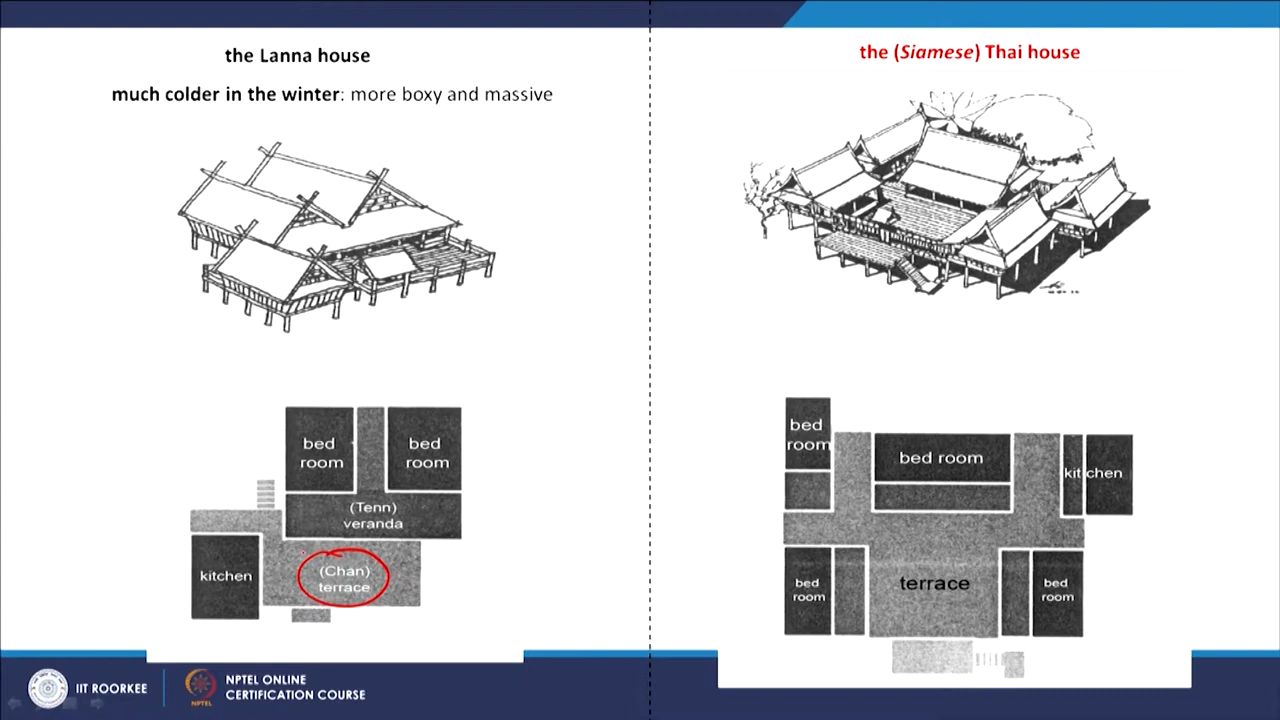 the Lanna house
much colder in the winter: more boxy and massive
bed
room
bed
room
(Tenn)
veranda
kitchen
(Chan)
terrace
the (Siamese) Thai house
bed
room
bed room
kitchen
bed
room
terrace
bed
room
IIT ROORKEE
NPTEL
NPTEL ONLINE
CERTIFICATION COURSE